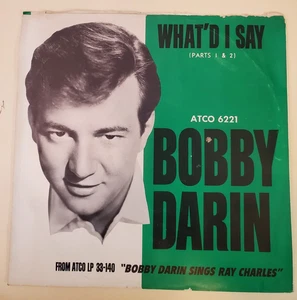 WHAT'D I SAY
(PARTS 1 & 2)
ATCO 6221
BOBBY
DARIN
FROM ATCO LP 33-140 "BOBBY DARIN SINGS RAY CHARLES"